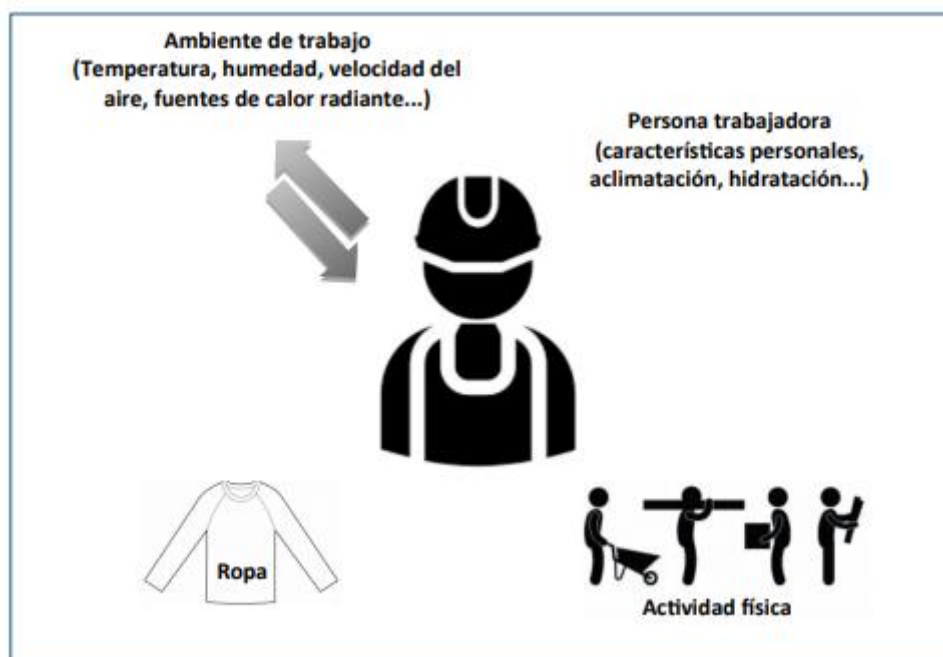 Ambiente de trabajo
(Temperatura, humedad, velocidad del
aire, fuentes de calor radiante...)
Persona trabajadora
(características personales,
aclimatación, hidratación...)
Ropa
Actividad física